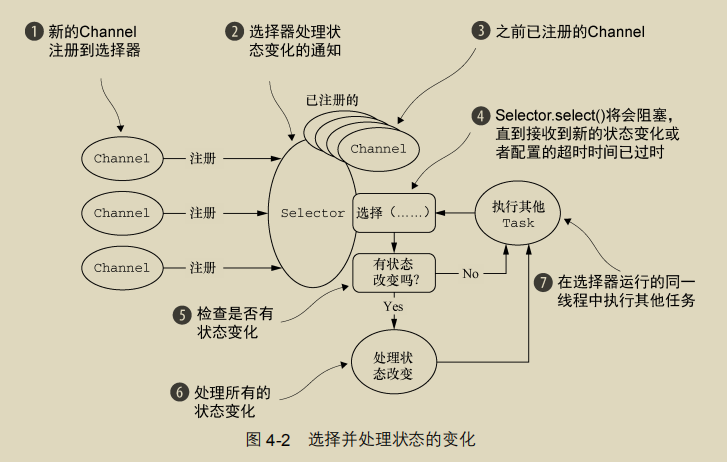 1 新的Channel
注册到选择器
2 选择器处理状
态变化的通知
3 之前已注册的Channel
已注册的
Channel
4 Selector.select()将会阻塞，
直到接收到新的状态变化或
者配置的超时时间已过时
Channel 注册
Channel 注册
Channel 注册
Selector
选择（……）
执行其他
Task
有状态
改变吗？
No
Yes
7 在选择器运行的同一
线程中执行其他任务
5 检查是否有
状态变化
处理状
态改变
6 处理所有的
状态变化
图 4-2 选择并处理状态的变化